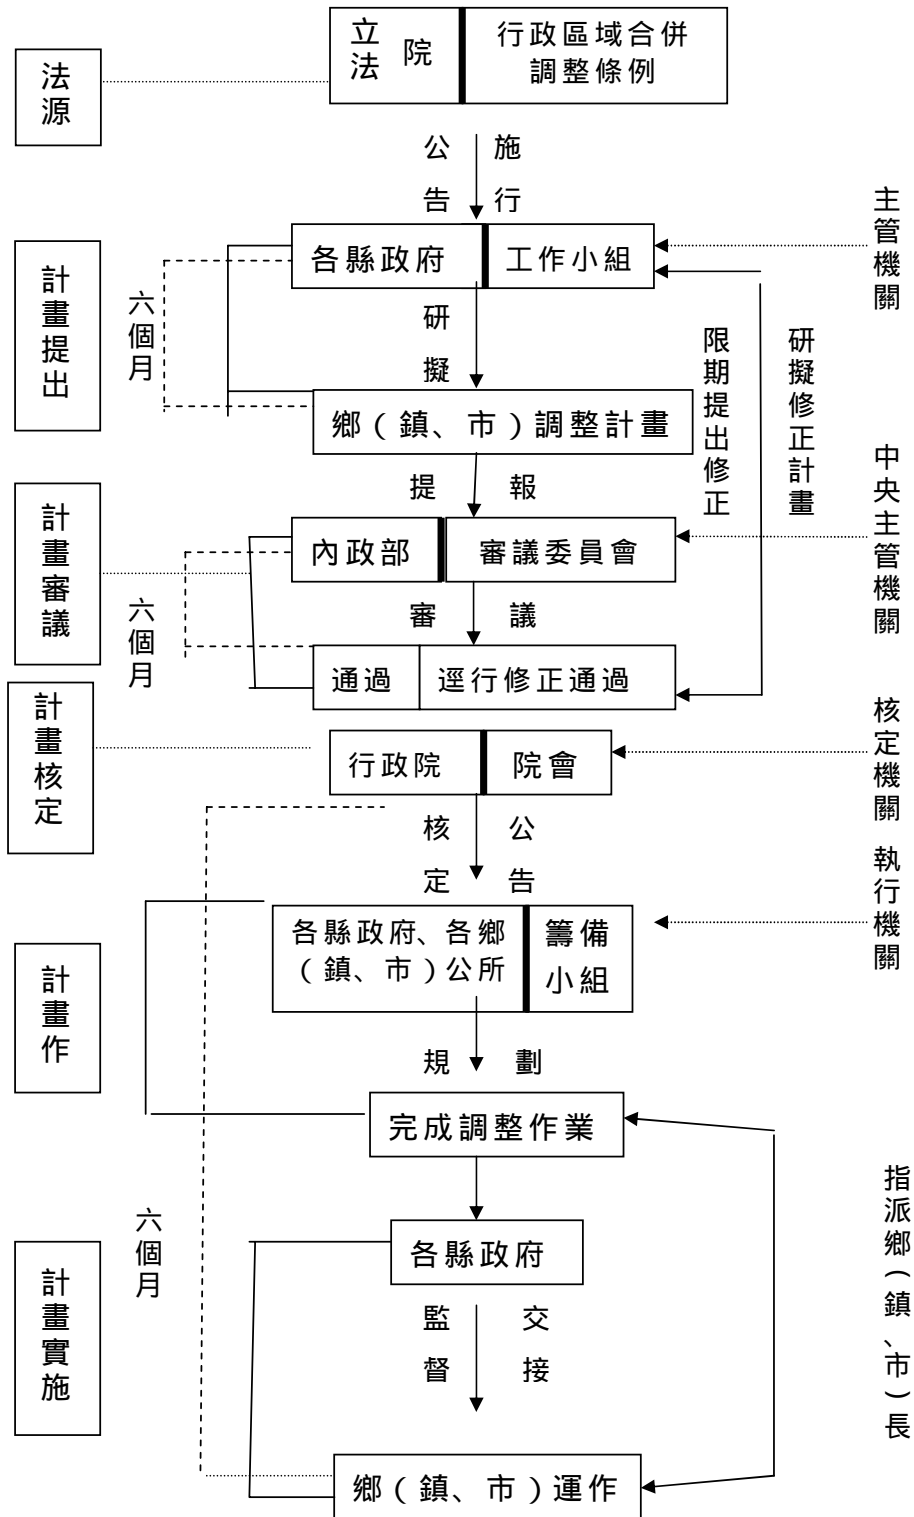 法源
立法院
行政區域合併
調整條例
公告
施行
主管機關
計畫提出
六個月
各縣政府
工作小組
研擬
限期提出修正
研擬修正計畫
鄉（鎮、市）調整計畫
提報
中央主管機關
計畫審議
六個月
內政部
審議委員會
審議
通過
逕行修正通過
計畫核定
行政院
院會
核定機關
核定
公告
執行機關
計畫作
各縣政府、各鄉
（鎮、市）公所
籌備
小組
規劃
完成調整作業
六個月
指派鄉（鎮、市）長
計畫實施
各縣政府
監督
交接
鄉（鎮、市）運作